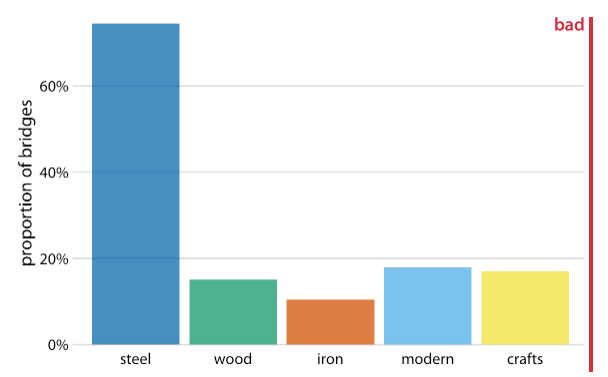 bad
proportion of bridges
60%
40%
20%
0%
steel wood iron modern crafts